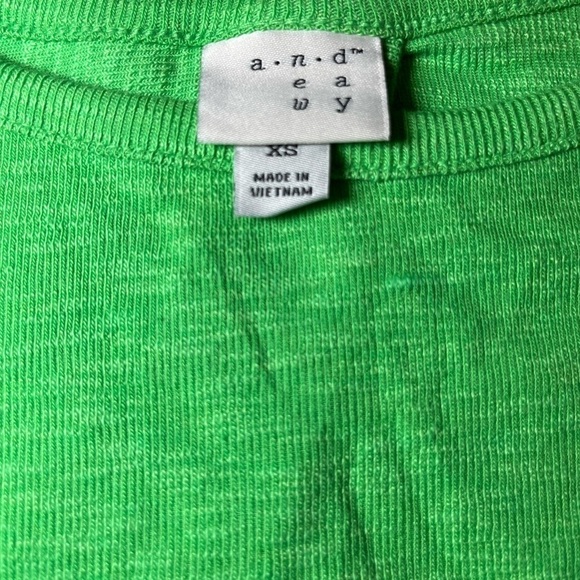 a•n•d™
e a
w y
XS
MADE IN
VIETNAM